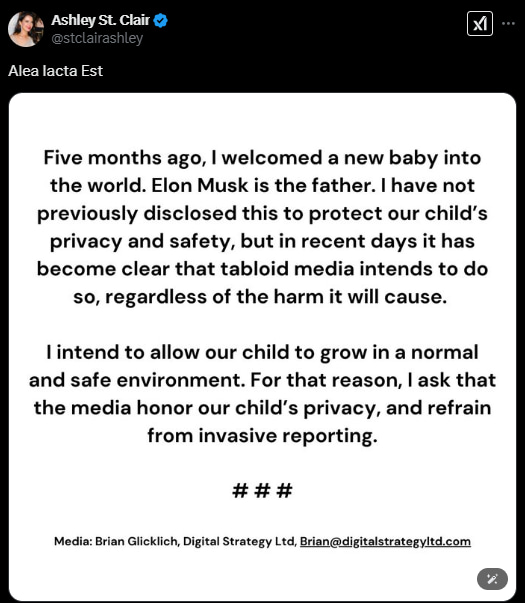 Ashley St. Clair
@stclairashley
Alea Iacta Est
Five months ago, I welcomed a new baby into
the world. Elon Musk is the father. I have not
previously disclosed this to protect our child's
privacy and safety, but in recent days it has
become clear that tabloid media intends to do
so, regardless of the harm it will cause.
I intend to allow our child to grow in a normal
and safe environment. For that reason, I ask that
the media honor our child's privacy, and refrain
from invasive reporting.
# # #
Media: Brian Glicklich, Digital Strategy Ltd, Brian@digitalstrategyltd.com